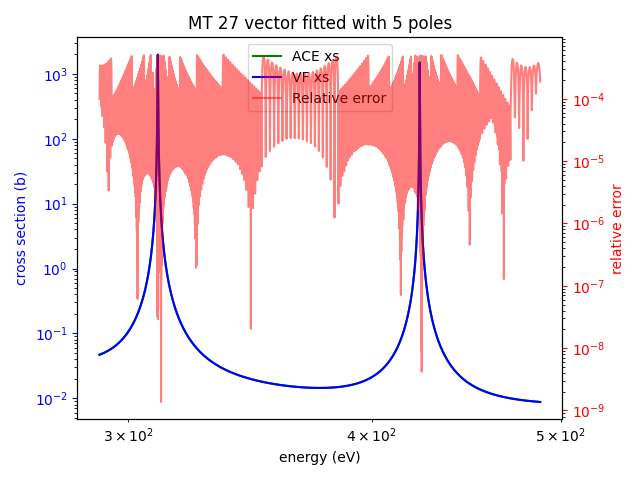 MT 27 vector fitted with 5 poles
ACE xs
VF xs
Relative error
cross section (b)
10³
10²
10¹
10⁰
10⁻¹
10⁻²
relative error
10⁻⁴
10⁻⁵
10⁻⁶
10⁻⁷
10⁻⁸
10⁻⁹
3 × 10² 4 × 10² 5 × 10²
energy (eV)